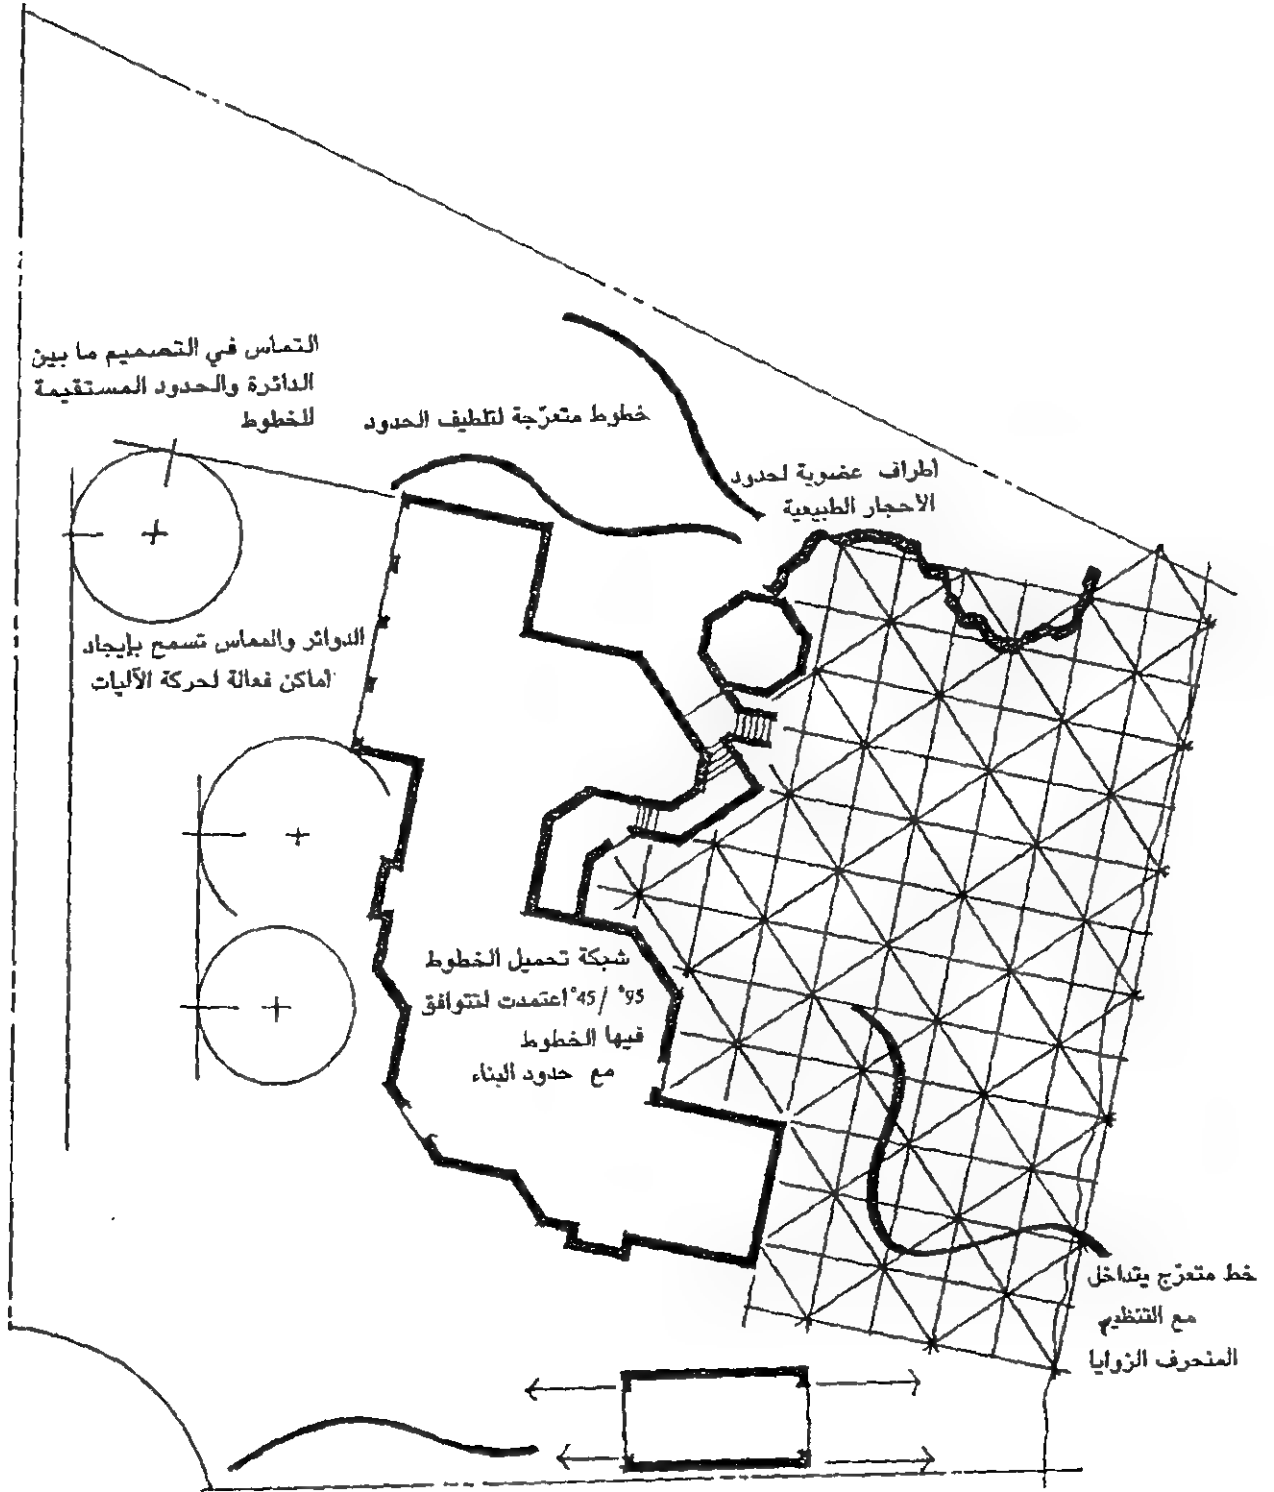 التماس في التصميم ما بين
الدائرة والحدود المستقيمة
للخطوط
خطوط متعرّجة لتلطيف الحدود
أطراف عضوية لحدود
الأحجار الطبيعية
الدوائر والمماس تسمح بإيجاد
أماكن فعالة لحركة الآليات
شبكة تحميل الخطوط
95° /45° اعتمدت لتتوافق
فيها الخطوط
مع حدود البناء
خط متعرّج يتداخل
مع التنظيم
المنحرف الزوايا